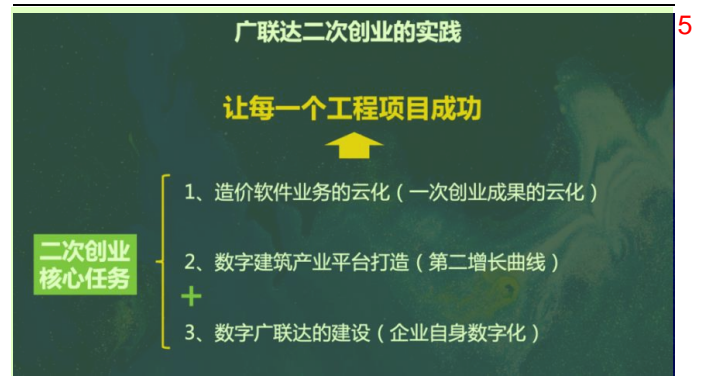 广联达二次创业的实践
5
让每一个工程项目成功
1、造价软件业务的云化（一次创业成果的云化）
二次创业
核心任务
2、数字建筑产业平台打造（第二增长曲线）
+
3、数字广联达的建设（企业自身数字化）